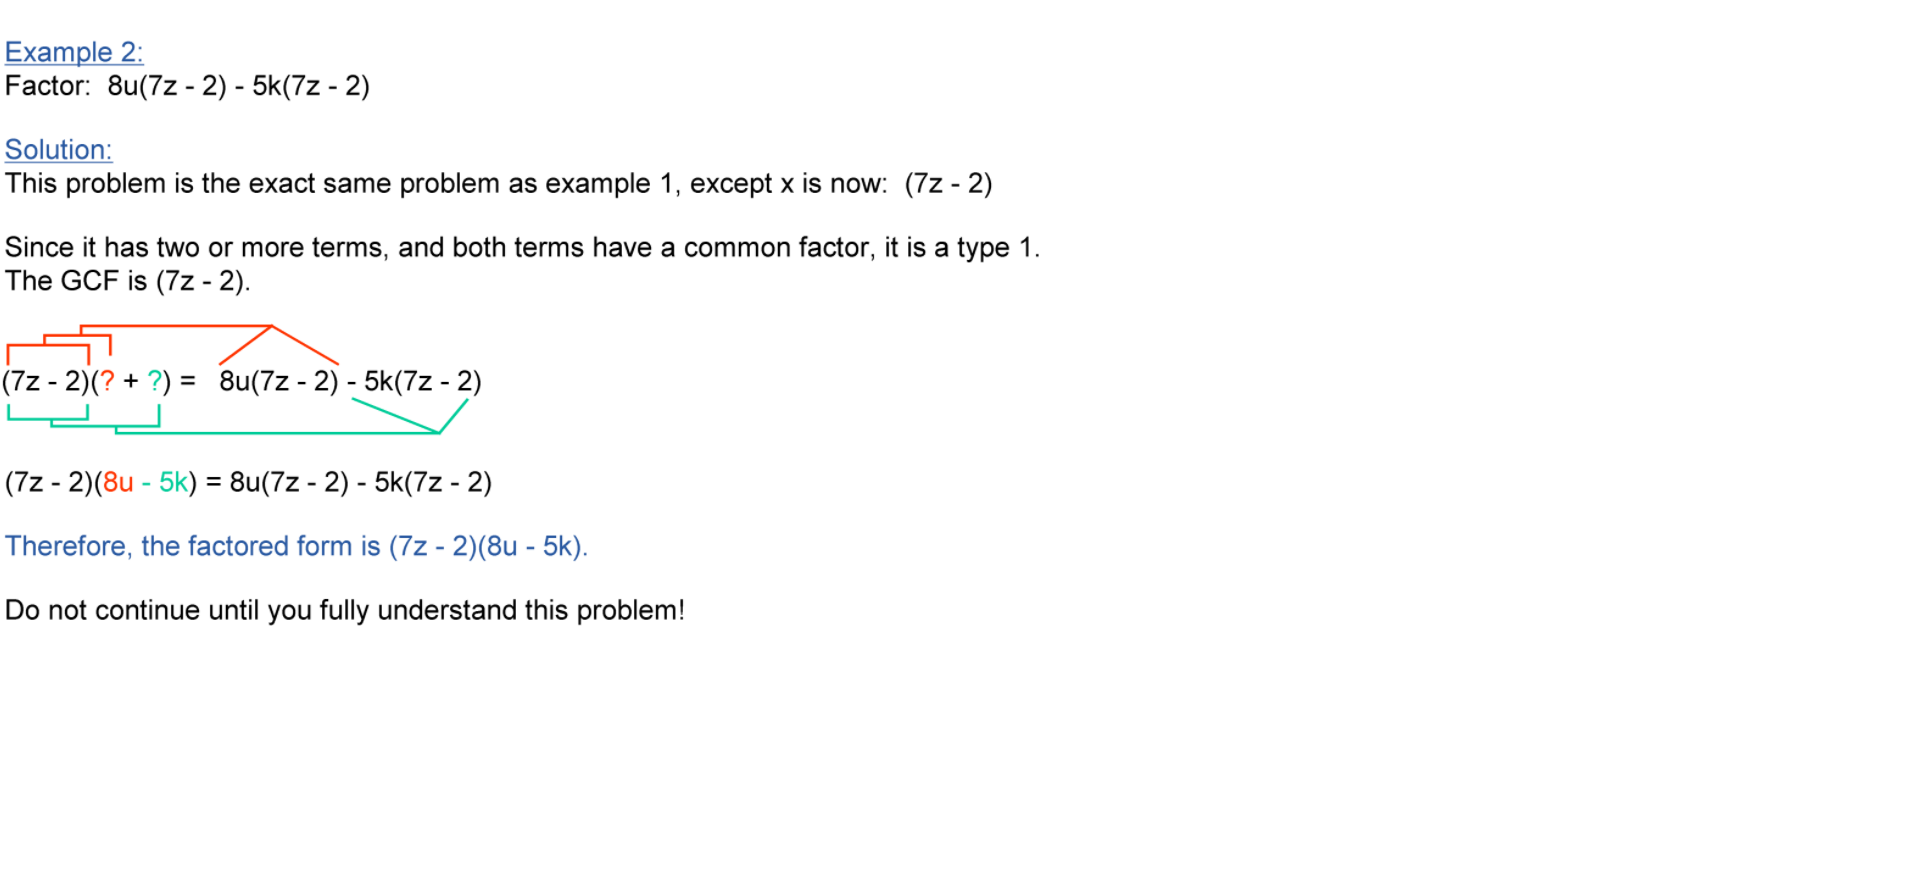 Example 2:
Factor:  8u(7z - 2) - 5k(7z - 2)
Solution:
This problem is the exact same problem as example 1, except x is now:  (7z - 2)
Since it has two or more terms, and both terms have a common factor, it is a type 1.
The GCF is (7z - 2).
(7z - 2)(? + ?) =   8u(7z - 2) - 5k(7z - 2)
(7z - 2)(8u - 5k) = 8u(7z - 2) - 5k(7z - 2)
Therefore, the factored form is (7z - 2)(8u - 5k).
Do not continue until you fully understand this problem!